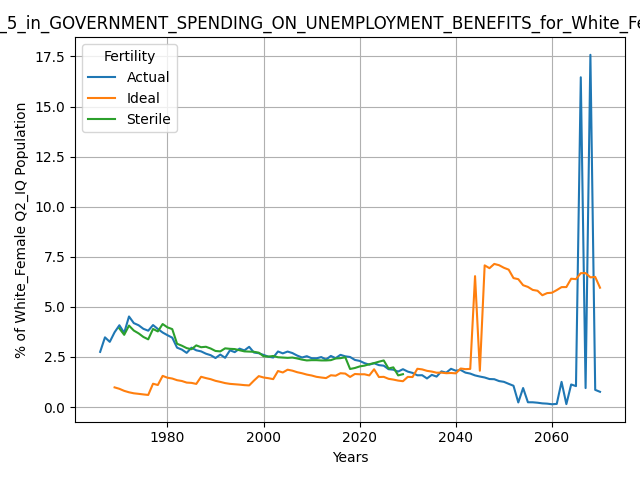 _5_in_GOVERNMENT_SPENDING_ON_UNEMPLOYMENT_BENEFITS_for_White_Fe
Fertility
Actual
Ideal
Sterile
% of White_Female Q2_IQ Population
17.5
15.0
12.5
10.0
7.5
5.0
2.5
0.0
1980 2000 2020 2040 2060
Years